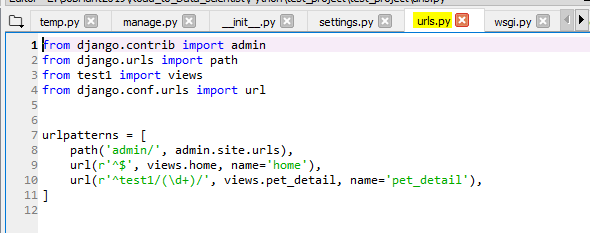 temp.py manage.py __init__.py settings.py urls.py wsgi.py
1 from django.contrib import admin
2 from django.urls import path
3 from test1 import views
4 from django.conf.urls import url
5
6
7 urlpatterns = [
8 path('admin/', admin.site.urls),
9 url(r'^$', views.home, name='home'),
10 url(r'^test1/(\d+)/', views.pet_detail, name='pet_detail'),
11 ]
12